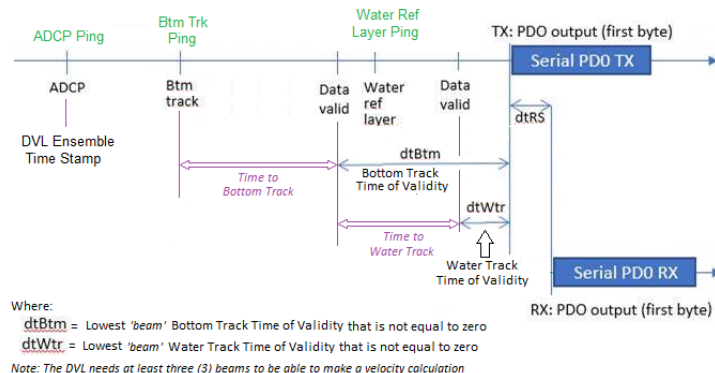 ADCP Ping
Btm Trk
Ping
Water Ref
Layer Ping
TX: PDO output (first byte)
Serial PD0 TX
ADCP
Btm
track
Data
valid
Water
ref
layer
Data
valid
dtRS
DVL Ensemble
Time Stamp
dtBtm
Time to
Bottom Track
Bottom Track
Time of Validity
dtWtr
Time to
Water Track
Water Track
Time of Validity
Serial PD0 RX
RX: PDO output (first byte)
Where:
dtBtm = Lowest 'beam' Bottom Track Time of Validity that is not equal to zero
dtWtr = Lowest 'beam' Water Track Time of Validity that is not equal to zero
Note: The DVL needs at least three (3) beams to be able to make a velocity calculation